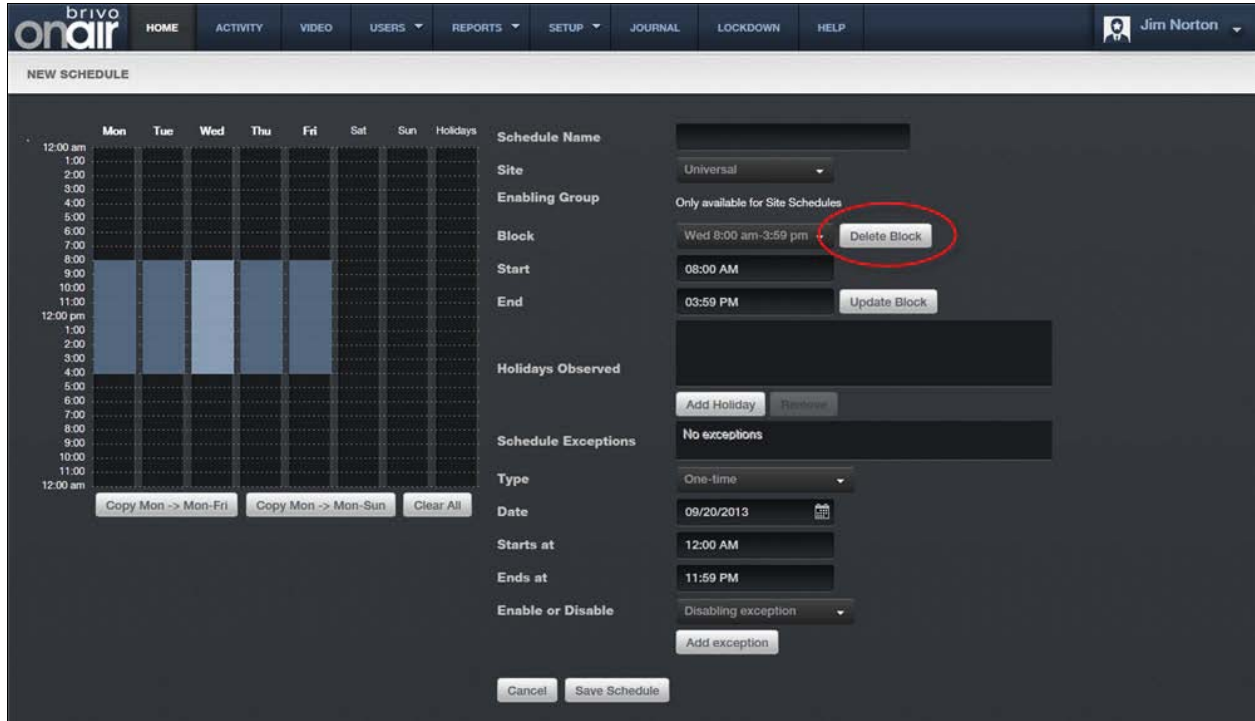 brivo
onair
HOME ACTIVITY VIDEO USERS REPORTS SETUP JOURNAL LOCKDOWN HELP Jim Norton
NEW SCHEDULE
Mon Tue Wed Thu Fri Sat Sun Holidays
12:00 am
1:00
2:00
3:00
4:00
5:00
6:00
7:00
8:00
9:00
10:00
11:00
12:00 pm
1:00
2:00
3:00
4:00
5:00
6:00
7:00
8:00
9:00
10:00
11:00
12:00 am
Copy Mon -> Mon-Fri Copy Mon -> Mon-Sun Clear All
Schedule Name
Site Universal
Enabling Group Only available for Site Schedules
Block Wed 8:00 am-3:59 pm Delete Block
Start 08:00 AM
End 03:59 PM Update Block
Holidays Observed
Add Holiday Remove
Schedule Exceptions No exceptions
Type One-time
Date 09/20/2013
Starts at 12:00 AM
Ends at 11:59 PM
Enable or Disable Disabling exception
Add exception
Cancel Save Schedule